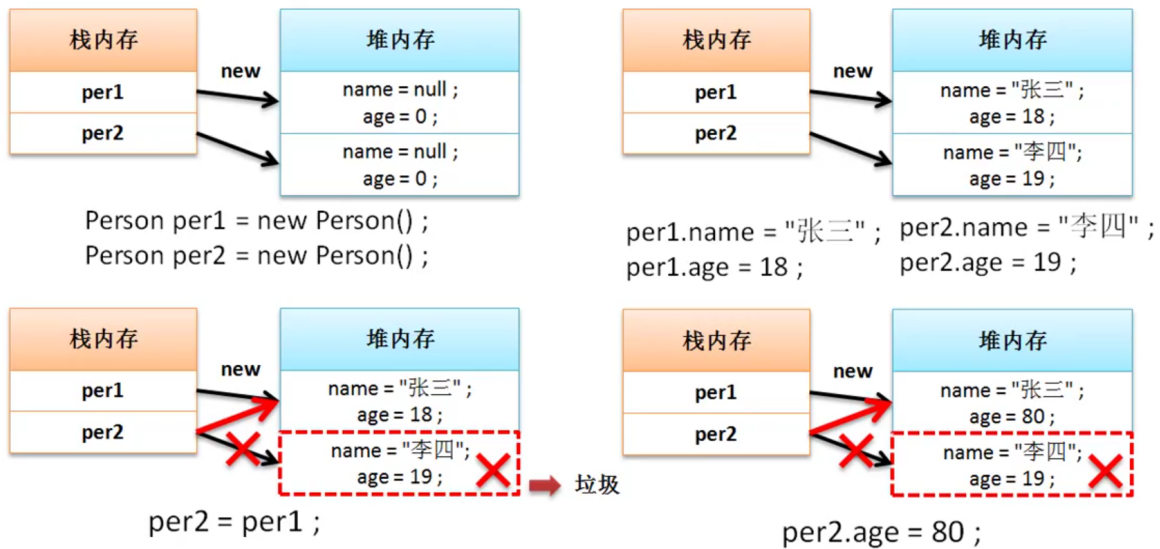 栈内存
堆内存
new
per1
name = null ;
age = 0 ;
per2
name = null ;
age = 0 ;
Person per1 = new Person() ;
Person per2 = new Person() ;
栈内存
堆内存
new
per1
name = "张三" ;
age = 18 ;
per2
name = "李四";
age = 19 ;
per1.name = "张三" ;
per1.age = 18 ;
per2.name = "李四" ;
per2.age = 19 ;
栈内存
堆内存
new
per1
name = "张三" ;
age = 18 ;
per2
name = "李四";
age = 19 ;
垃圾
per2 = per1 ;
栈内存
堆内存
new
per1
name = "张三" ;
age = 80 ;
per2
name = "李四";
age = 19 ;
per2.age = 80 ;